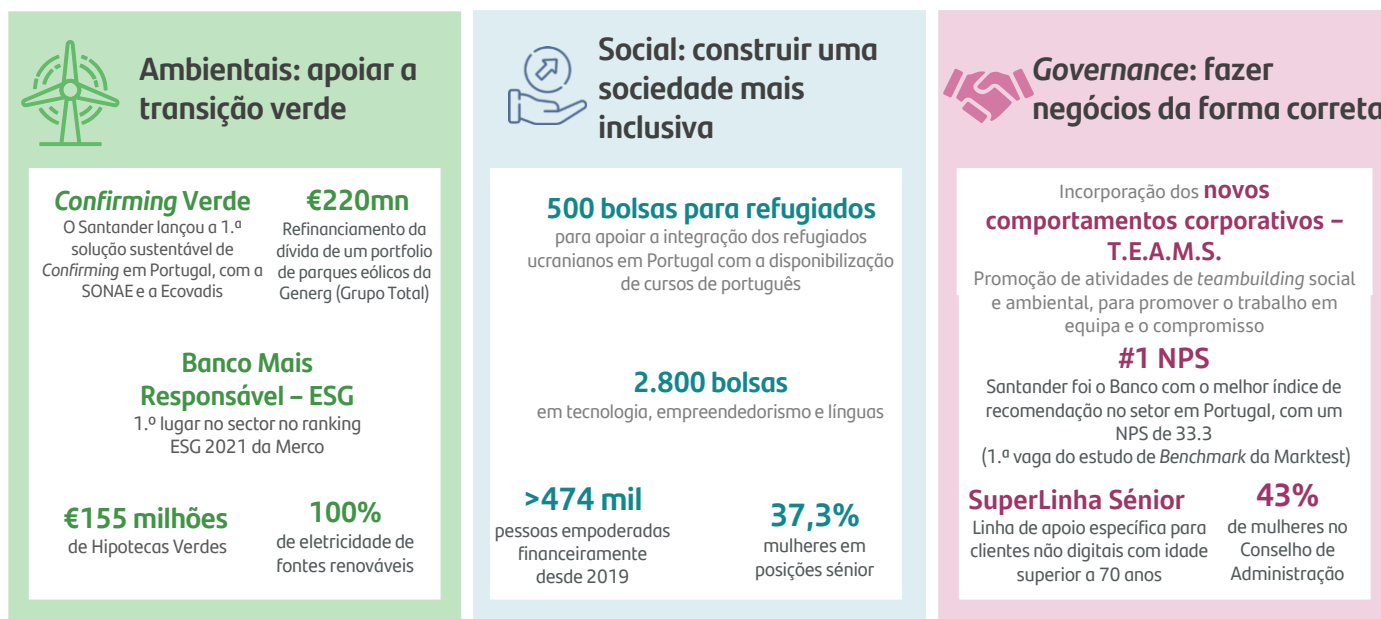 Ambientais: apoiar a
transição verde
Confirming Verde
O Santander lançou a 1.ª
solução sustentável de
Confirming em Portugal, com a
SONAE e a Ecovadis
€220mn
Refinanciamento da
dívida de um portfolio
de parques eólicos da
Generg (Grupo Total)
Banco Mais
Responsável – ESG
1.º lugar no sector no ranking
ESG 2021 da Merco
€155 milhões
de Hipotecas Verdes
100%
de eletricidade de
fontes renováveis
Social: construir uma
sociedade mais
inclusiva
500 bolsas para refugiados
para apoiar a integração dos refugiados
ucranianos em Portugal com a disponibilização
de cursos de português
2.800 bolsas
em tecnologia, empreendedorismo e línguas
>474 mil
pessoas empoderadas
financeiramente
desde 2019
37,3%
mulheres em
posições sénior
Governance: fazer
negócios da forma correta
Incorporação dos novos
comportamentos corporativos –
T.E.A.M.S.
Promoção de atividades de teambuilding social
e ambiental, para promover o trabalho em
equipa e o compromisso
#1 NPS
Santander foi o Banco com o melhor índice de
recomendação no setor em Portugal, com um
NPS de 33.3
(1.ª vaga do estudo de Benchmark da Marktest)
SuperLinha Sénior
Linha de apoio específica para
clientes não digitais com idade
superior a 70 anos
43%
de mulheres no
Conselho de
Administração